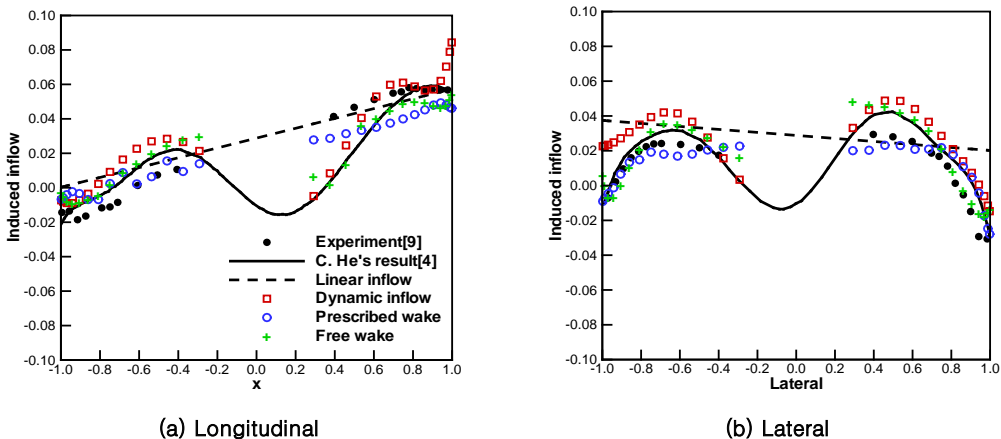 0.10
0.08
0.06
0.04
0.02
0.00
-0.02
-0.04
-0.06
-0.08
-0.10
Induced inflow
-1.0 -0.8 -0.6 -0.4 -0.2 0.0 0.2 0.4 0.6 0.8 1.0
x
Experiment[9]
C. He's result[4]
Linear inflow
Dynamic inflow
Prescribed wake
Free wake
(a) Longitudinal
0.10
0.08
0.06
0.04
0.02
0.00
-0.02
-0.04
-0.06
-0.08
-0.10
Induced inflow
-1.0 -0.8 -0.6 -0.4 -0.2 0.0 0.2 0.4 0.6 0.8 1.0
Lateral
(b) Lateral